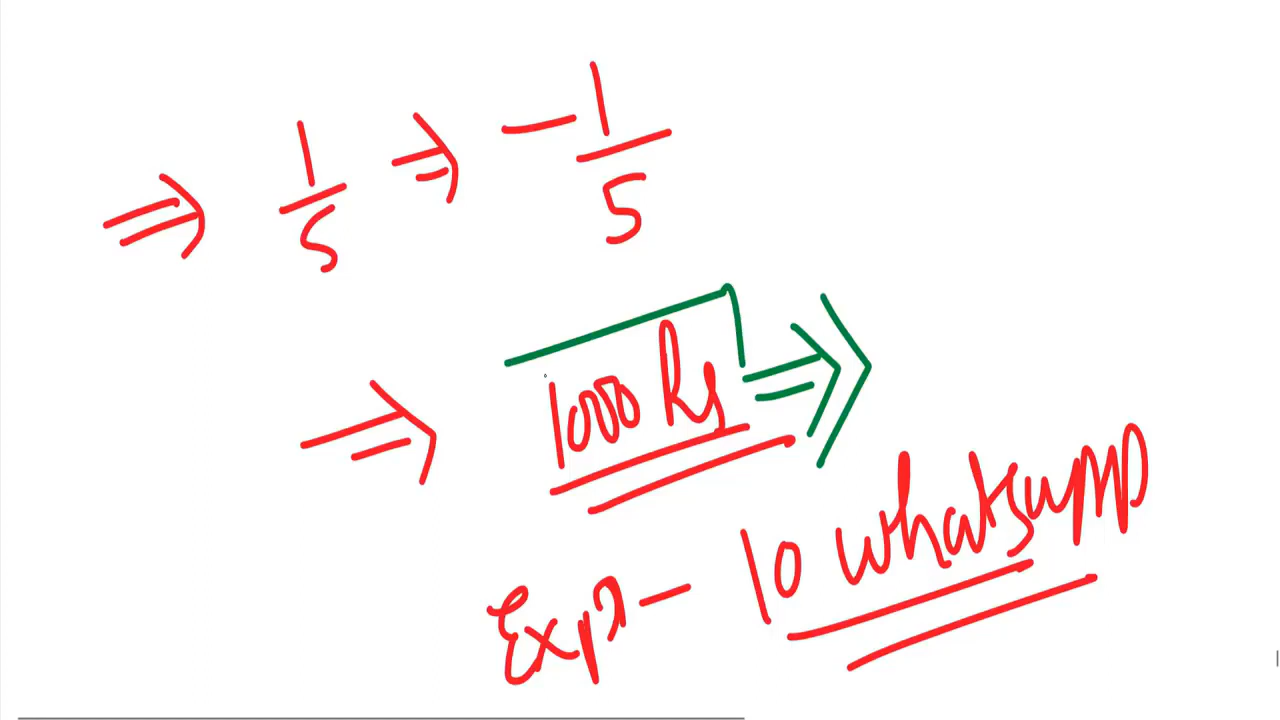 ⇒ 1/5 ⇒ -1/5
⇒ 1000 Rs ⇒
Exp - 10 whatsupp